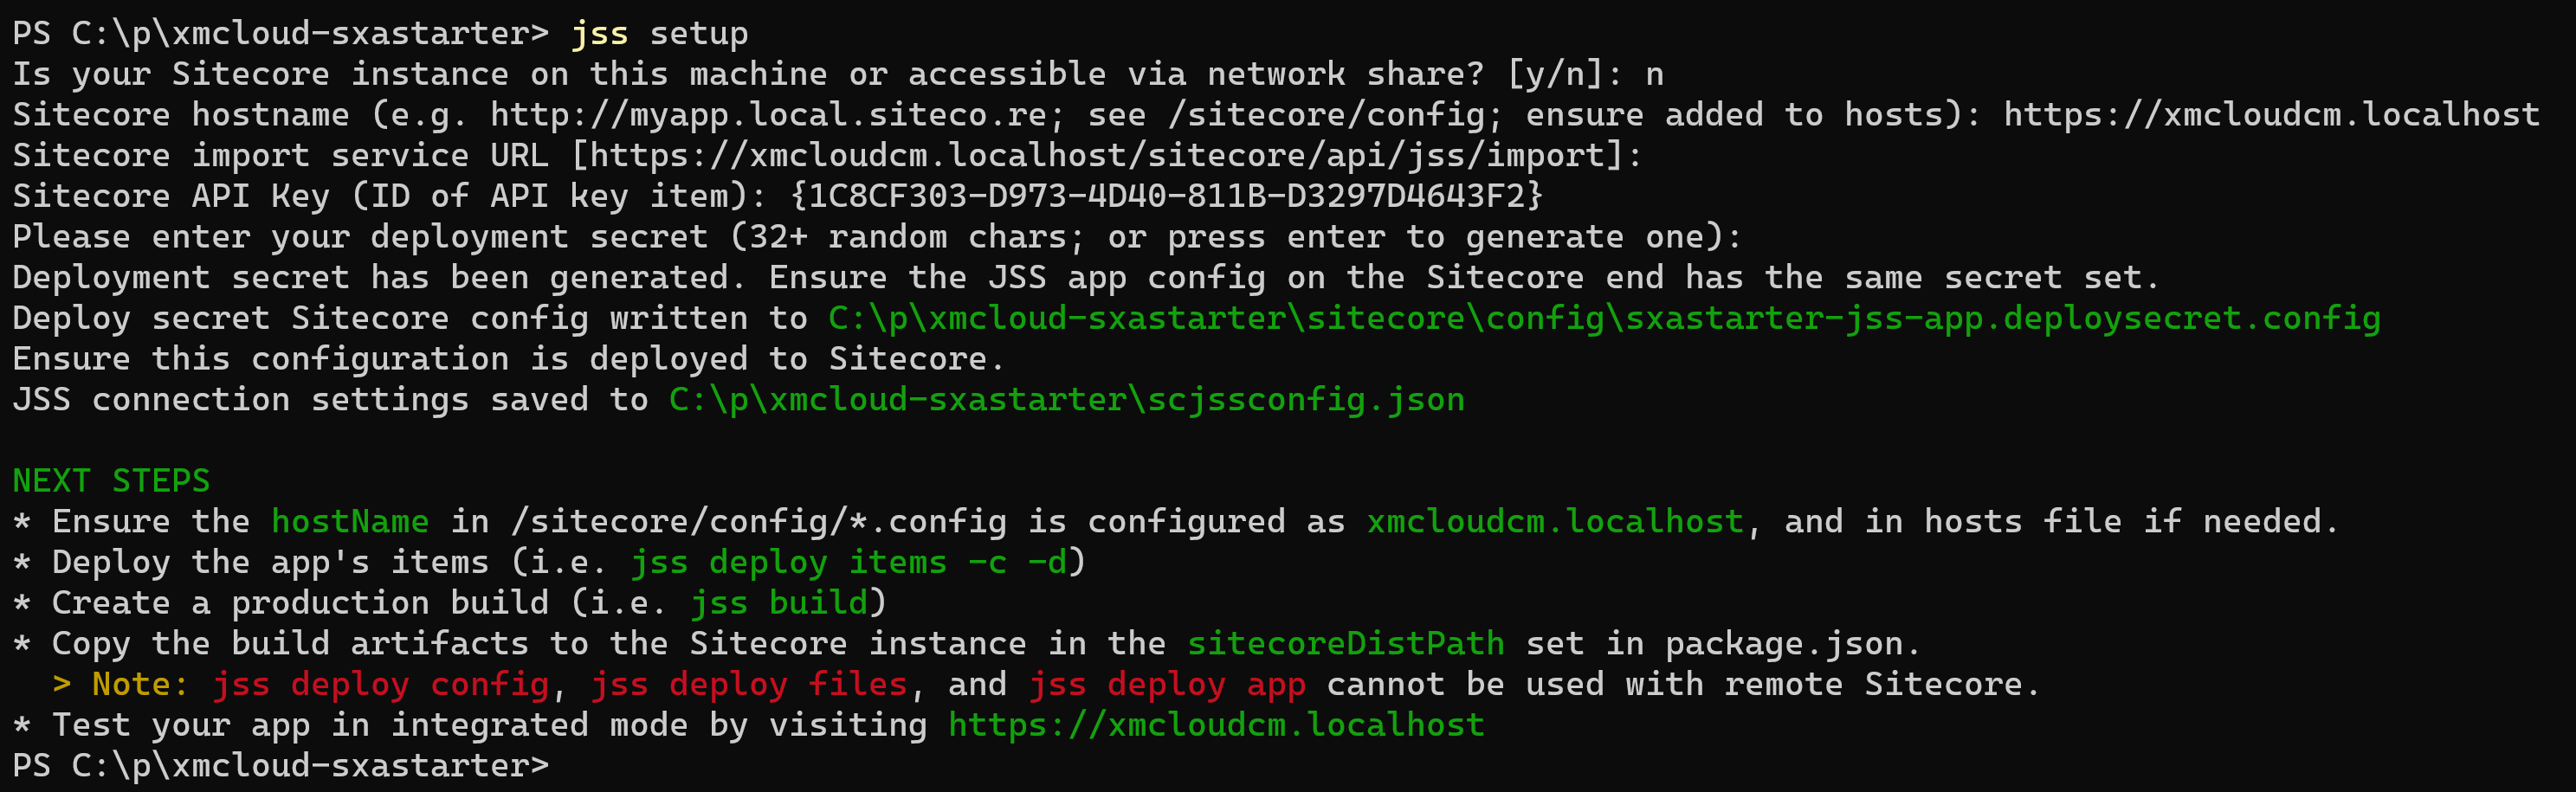 PS C:\p\xmcloud-sxastarter> jss setup
Is your Sitecore instance on this machine or accessible via network share? [y/n]: n
Sitecore hostname (e.g. http://myapp.local.siteco.re; see /sitecore/config; ensure added to hosts): https://xmcloudcm.localhost
Sitecore import service URL [https://xmcloudcm.localhost/sitecore/api/jss/import]:
Sitecore API Key (ID of API key item): {1C8CF303-D973-4D40-811B-D3297D4643F2}
Please enter your deployment secret (32+ random chars; or press enter to generate one):
Deployment secret has been generated. Ensure the JSS app config on the Sitecore end has the same secret set.
Deploy secret Sitecore config written to C:\p\xmcloud-sxastarter\sitecore\config\sxastarter-jss-app.deploysecret.config
Ensure this configuration is deployed to Sitecore.
JSS connection settings saved to C:\p\xmcloud-sxastarter\scjssconfig.json
NEXT STEPS
* Ensure the hostName in /sitecore/config/*.config is configured as xmcloudcm.localhost, and in hosts file if needed.
* Deploy the app's items (i.e. jss deploy items -c -d)
* Create a production build (i.e. jss build)
* Copy the build artifacts to the Sitecore instance in the sitecoreDistPath set in package.json.
  > Note: jss deploy config, jss deploy files, and jss deploy app cannot be used with remote Sitecore.
* Test your app in integrated mode by visiting https://xmcloudcm.localhost
PS C:\p\xmcloud-sxastarter>